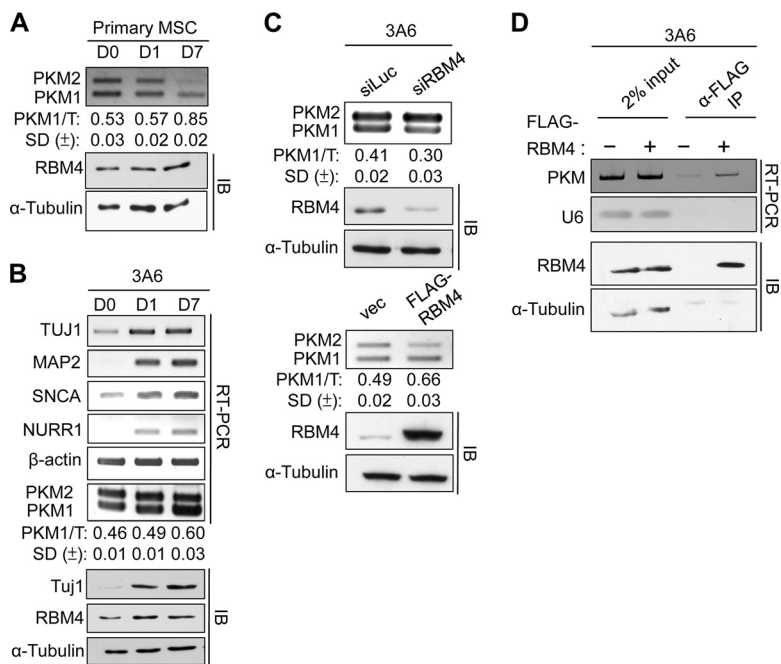 A
Primary MSC
D0 D1 D7
PKM2
PKM1
PKM1/T: 0.53 0.57 0.85
SD (±): 0.03 0.02 0.02
RBM4
α-Tubulin
IB
B
3A6
D0 D1 D7
TUJ1
MAP2
SNCA
NURR1
β-actin
RT-PCR
PKM2
PKM1
PKM1/T: 0.46 0.49 0.60
SD (±): 0.01 0.01 0.03
Tuj1
RBM4
α-Tubulin
IB
C
3A6
siLuc siRBM4
PKM2
PKM1
PKM1/T: 0.41 0.30
SD (±): 0.02 0.03
RBM4
α-Tubulin
IB
vec FLAG-RBM4
PKM2
PKM1
PKM1/T: 0.49 0.66
SD (±): 0.02 0.03
RBM4
α-Tubulin
IB
D
3A6
2% input α-FLAG IP
FLAG-
RBM4 : − + − +
PKM
U6
RT-PCR
RBM4
α-Tubulin
IB